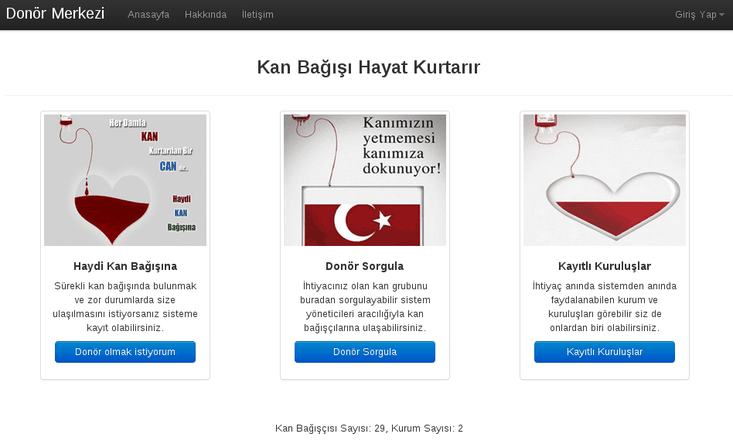 Donör Merkezi
Anasayfa
Hakkında
İletişim
Giriş Yap
Kan Bağışı Hayat Kurtarır
Her Damla
KAN
Kurtarılan Bir
CAN
Haydi
KAN
Bağışına
Kanımızın
yetmemesi
kanımıza
dokunuyor!
Haydi Kan Bağışına
Sürekli kan bağışında bulunmak
ve zor durumlarda size
ulaşılmasını istiyorsanız sisteme
kayıt olabilirsiniz.
Donör olmak istiyorum
Donör Sorgula
İhtiyacınız olan kan grubunu
buradan sorgulayabilir sistem
yöneticileri aracılığıyla kan
bağışçılarına ulaşabilirsiniz.
Donör Sorgula
Kayıtlı Kuruluşlar
İhtiyaç anında sistemden anında
faydalanabilen kurum ve
kuruluşları görebilir siz de
onlardan biri olabilirsiniz.
Kayıtlı Kuruluşlar
Kan Bağışçısı Sayısı: 29, Kurum Sayısı: 2